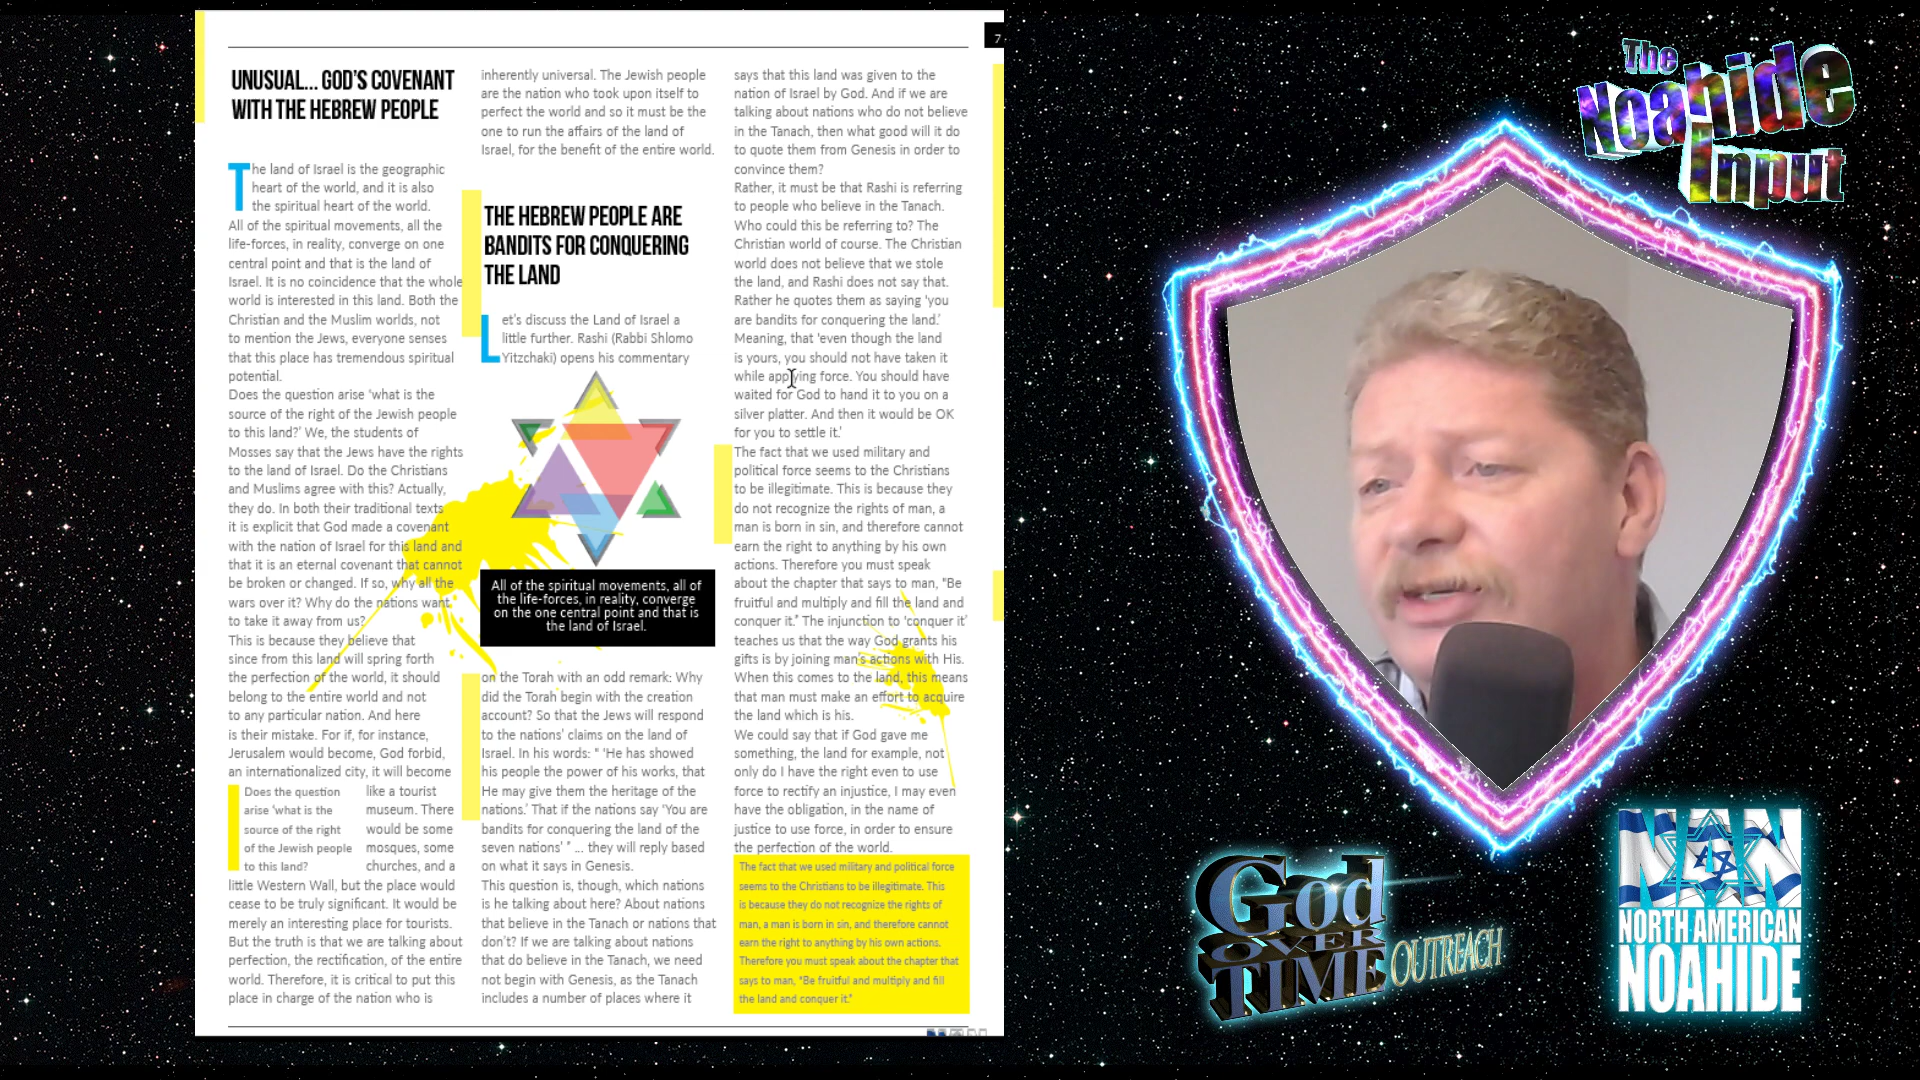 7
UNUSUAL... GOD'S COVENANT
WITH THE HEBREW PEOPLE
The land of Israel is the geographic
heart of the world, and it is also
the spiritual heart of the world.
All of the spiritual movements, all the
life-forces, in reality, converge on one
central point and that is the land of
Israel. It is no coincidence that the whole
world is interested in this land. Both the
Christian and the Muslim worlds, not
to mention the Jews, everyone senses
that this place has tremendous spiritual
potential.
Does the question arise 'what is the
source of the right of the Jewish people
to this land?' We, the students of
Mosses say that the Jews have the rights
to the land of Israel. Do the Christians
and Muslims agree with this? Actually,
they do. In both their traditional texts
it is explicit that God made a covenant
with the nation of Israel for this land and
that it is an eternal covenant that cannot
be broken or changed. If so, why all the
wars over it? Why do the nations want
to take it away from us?
This is because they believe that
since from this land will spring forth
the perfection of the world, it should
belong to the entire world and not
to any particular nation. And here
is their mistake. For if, for instance,
Jerusalem would become, God forbid,
an internationalized city, it will become
like a tourist
museum. There
would be some
mosques, some
churches, and a
little Western Wall, but the place would
cease to be truly significant. It would be
merely an interesting place for tourists.
But the truth is that we are talking about
perfection, the rectification, of the entire
world. Therefore, it is critical to put this
place in charge of the nation who is
Does the question
arise 'what is the
source of the right
of the Jewish people
to this land?
inherently universal. The Jewish people
are the nation who took upon itself to
perfect the world and so it must be the
one to run the affairs of the land of
Israel, for the benefit of the entire world.
THE HEBREW PEOPLE ARE
BANDITS FOR CONQUERING
THE LAND
Let's discuss the Land of Israel a
little further. Rashi (Rabbi Shlomo
Yitzchaki) opens his commentary
All of the spiritual movements, all of
the life-forces, in reality, converge
on the one central point and that is
the land of Israel.
on the Torah with an odd remark: Why
did the Torah begin with the creation
account? So that the Jews will respond
to the nations' claims on the land of
Israel. In his words: " 'He has showed
his people the power of his works, that
He may give them the heritage of the
nations.' That if the nations say 'You are
bandits for conquering the land of the
seven nations' " ... they will reply based
on what it says in Genesis.
This question is, though, which nations
is he talking about here? About nations
that believe in the Tanach or nations that
don't? If we are talking about nations
that do believe in the Tanach, we need
not begin with Genesis, as the Tanach
includes a number of places where it
says that this land was given to the
nation of Israel by God. And if we are
talking about nations who do not believe
in the Tanach, then what good will it do
to quote them from Genesis in order to
convince them?
Rather, it must be that Rashi is referring
to people who believe in the Tanach.
Who could this be referring to? The
Christian world of course. The Christian
world does not believe that we stole
the land, and Rashi does not say that.
Rather he quotes them as saying 'you
are bandits for conquering the land.'
Meaning, that 'even though the land
is yours, you should not have taken it
while applying force. You should have
waited for God to hand it to you on a
silver platter. And then it would be OK
for you to settle it.'
The fact that we used military and
political force seems to the Christians
to be illegitimate. This is because they
do not recognize the rights of man, a
man is born in sin, and therefore cannot
earn the right to anything by his own
actions. Therefore you must speak
about the chapter that says to man, "Be
fruitful and multiply and fill the land and
conquer it." The injunction to 'conquer it'
teaches us that the way God grants his
gifts is by joining man's actions with His.
When this comes to the land, this means
that man must make an effort to acquire
the land which is his.
We could say that if God gave me
something, the land for example, not
only do I have the right even to use
force to rectify an injustice, I may even
have the obligation, in the name of
justice to use force, in order to ensure
the perfection of the world.
The fact that we used military and political force
seems to the Christians to be illegitimate. This
is because they do not recognize the rights of
man, a man is born in sin, and therefore cannot
earn the right to anything by his own actions.
Therefore you must speak about the chapter that
says to man, "Be fruitful and multiply and fill
the land and conquer it."
The
Noahide
Input
God
OVER
TIME OUTREACH
NAN
NORTH AMERICAN
NOAHIDE